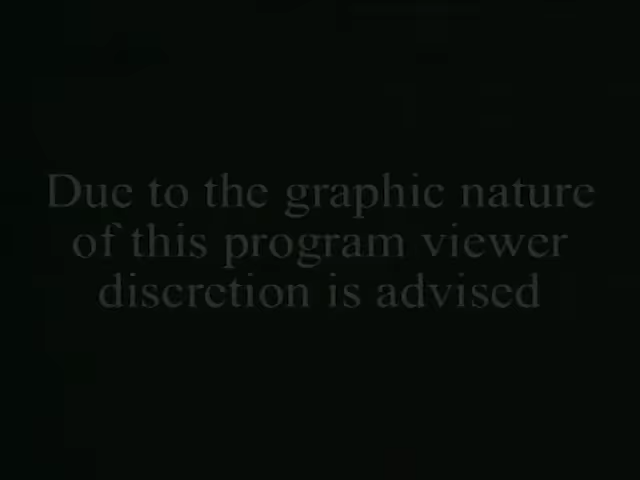 Due to the graphic nature
of this program viewer
discretion is advised